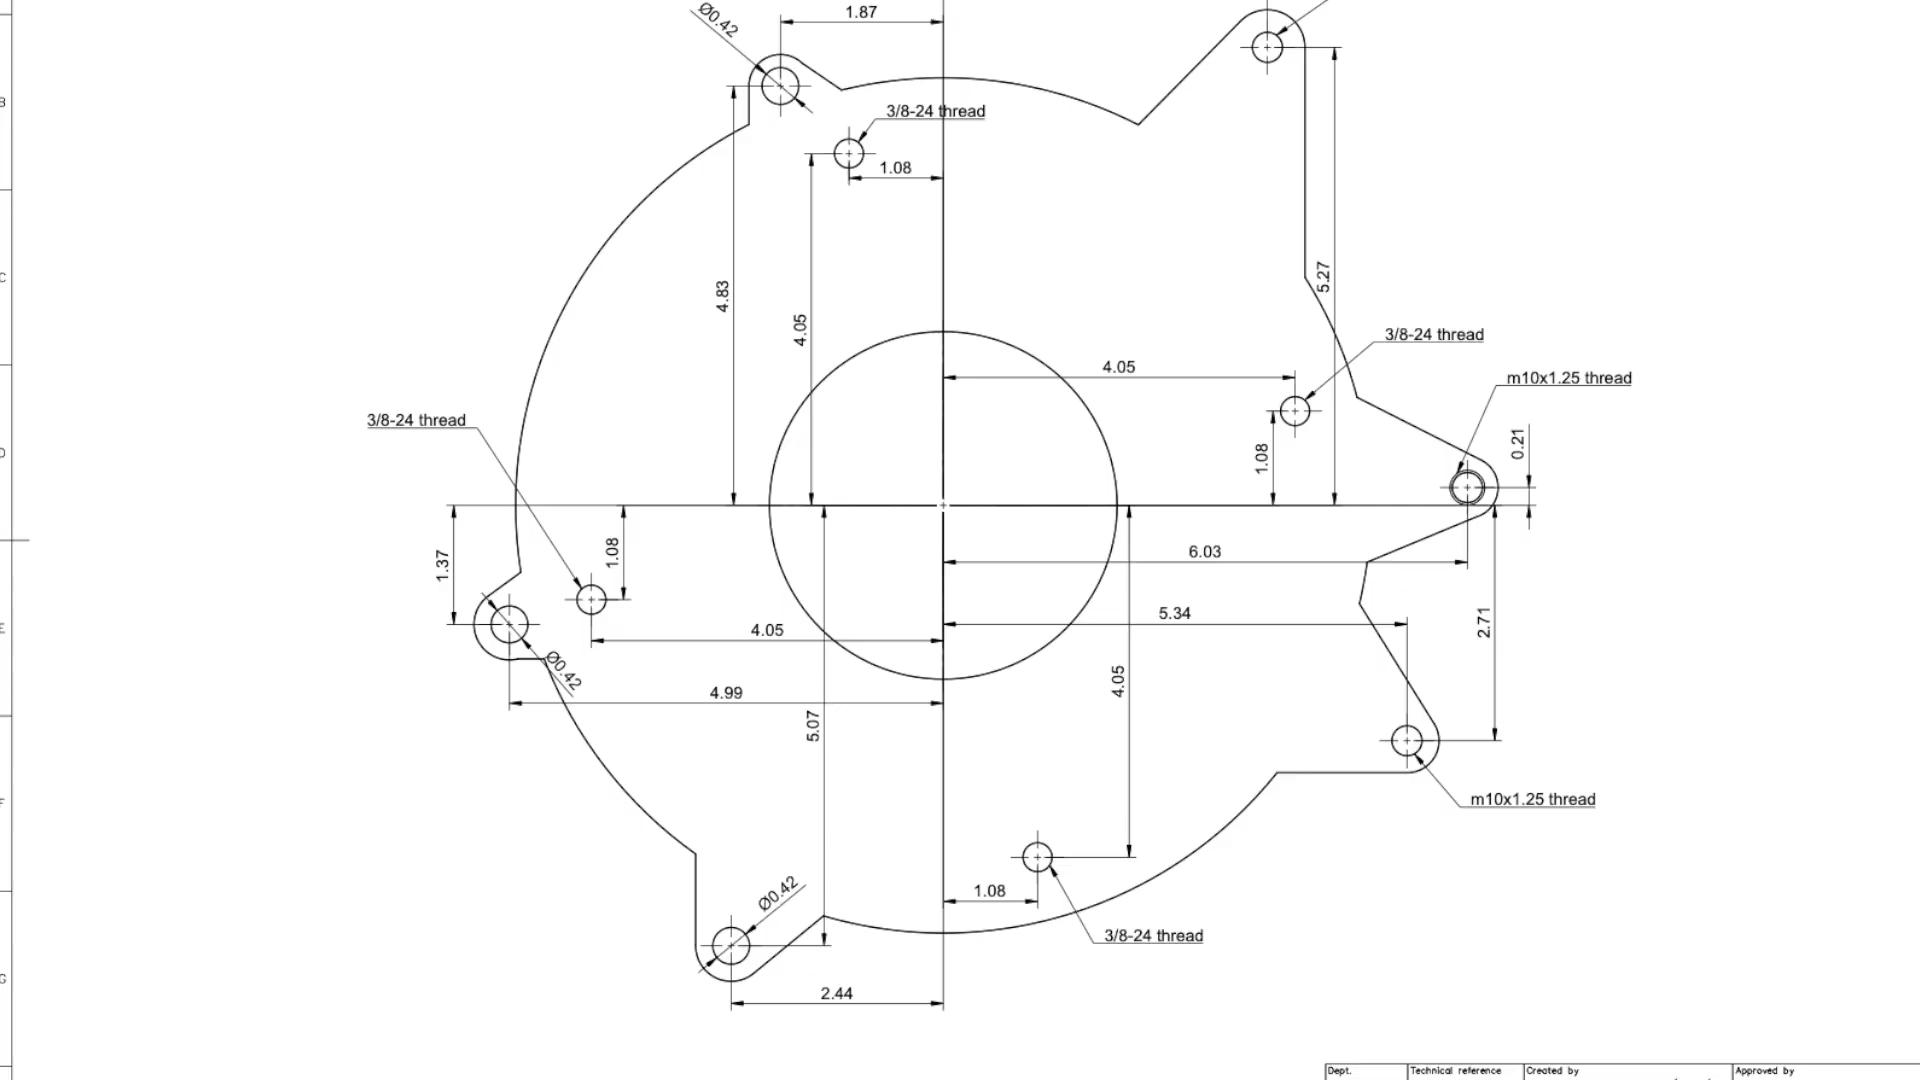 1.87
Ø0.42
B
3/8-24 thread
1.08
C
5.27
4.83
4.05
3/8-24 thread
4.05
m10x1.25 thread
3/8-24 thread
D
0.21
1.08
6.03
1.08
1.37
5.34
2.71
E
4.05
Ø0.42
4.05
4.99
5.07
m10x1.25 thread
F
Ø0.42
1.08
3/8-24 thread
G
2.44
Dept.
Technical reference
Created by
Approved by